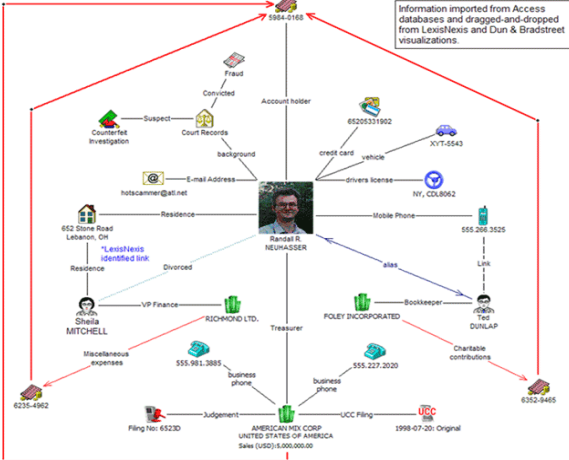 5984-0168
Information imported from Access
databases and dragged-and-dropped
from LexisNexis and Dun & Bradstreet
visualizations.
Fraud
Convicted
Account holder
Counterfeit
Investigation
Suspect
Court Records
65205331902
credit card
vehicle
XYT-5543
background
E-mail Address
hotscammer@atl.net
drivers license
NY, CDL8062
652 Stone Road
Lebanon, OH
Residence
Randall R.
NEUHASSER
Mobile Phone
555.266.3525
*LexisNexis
identified link
Residence
Divorced
alias
Link
Sheila
MITCHELL
VP Finance
RICHMOND LTD.
FOLEY INCORPORATED
Bookkeeper
Ted
DUNLAP
Treasurer
Miscellaneous
expenses
Charitable
contributions
555.981.3885
business
phone
555.227.2020
business
phone
6235-4962
6352-9465
Filing No: 6523D
Judgement
AMERICAN MIX CORP
UNITED STATES OF AMERICA
Sales (USD):5,000,000.00
UCC Filing
UCC
1998-07-20: Original